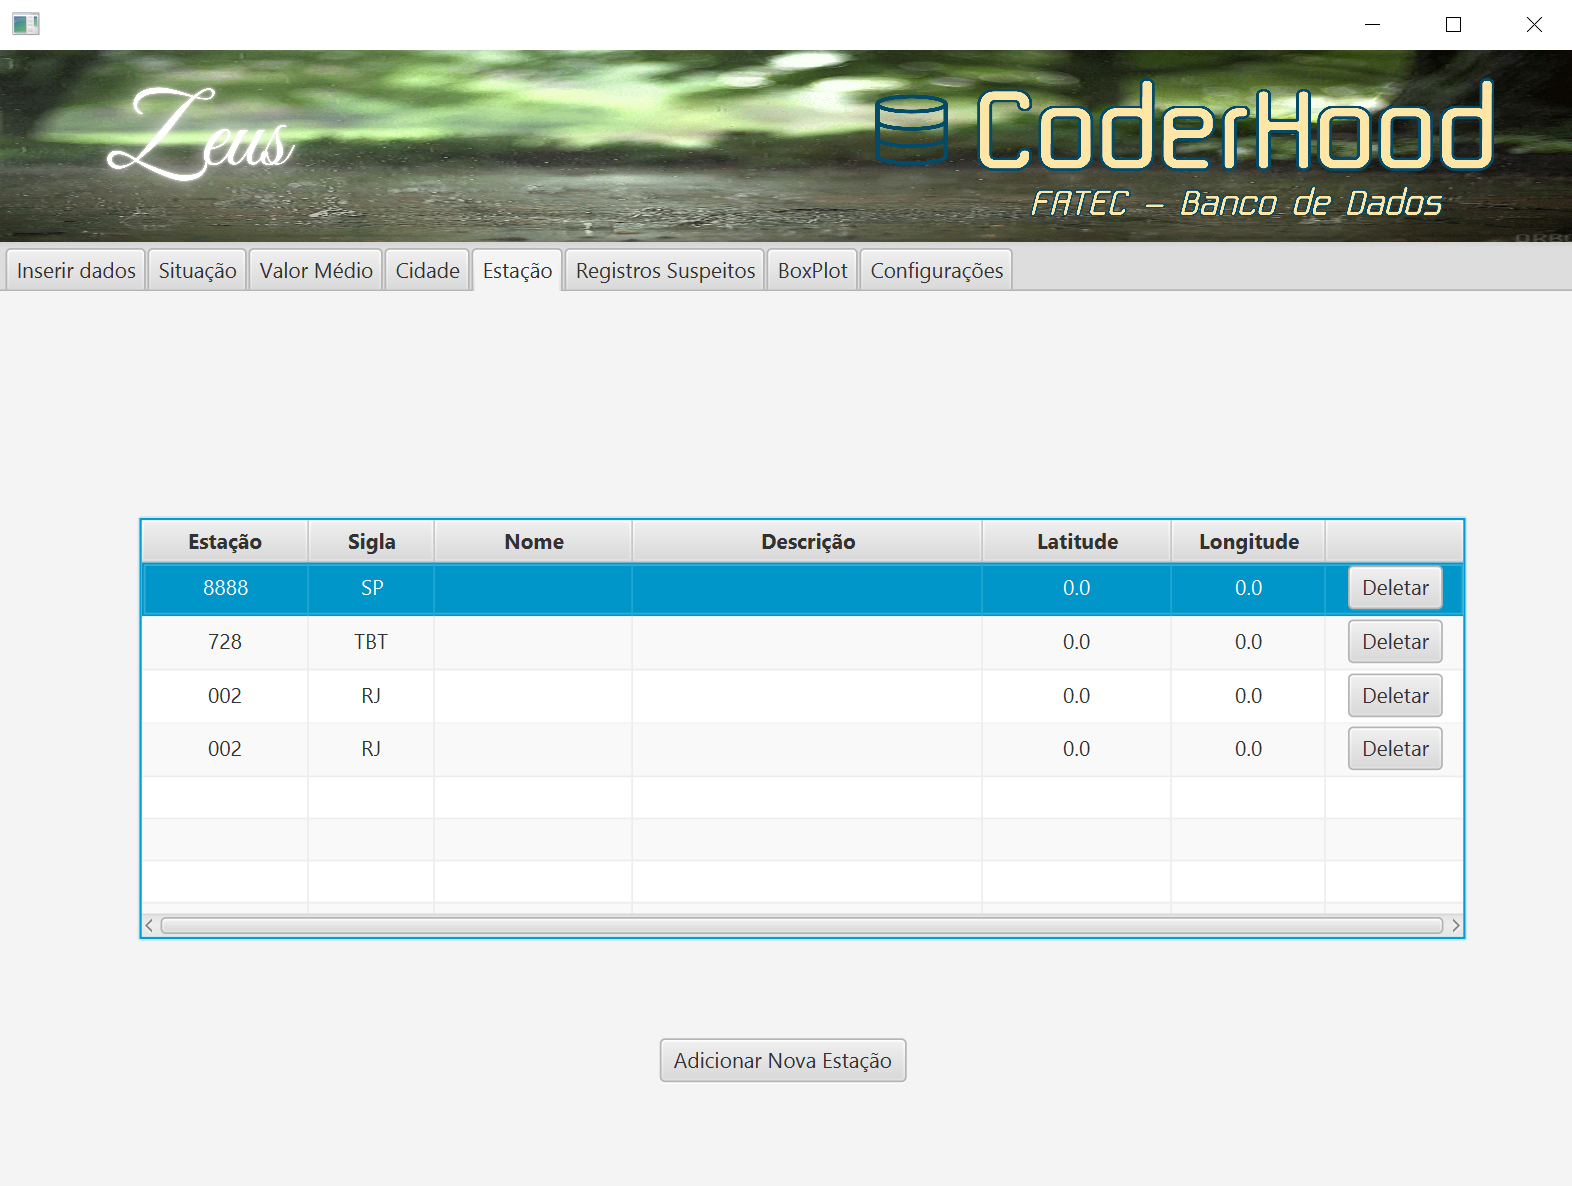 Zeus
CoderHood
FATEC – Banco de Dados
Inserir dados Situação Valor Médio Cidade Estação Registros Suspeitos BoxPlot Configurações
Estação Sigla Nome Descrição Latitude Longitude
8888 SP 0.0 0.0 Deletar
728 TBT 0.0 0.0 Deletar
002 RJ 0.0 0.0 Deletar
002 RJ 0.0 0.0 Deletar
Adicionar Nova Estação